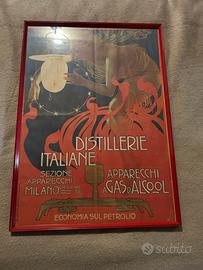 DISTILLERIE
ITALIANE
SEZIONE
APPARECCHI
MILANO
APPARECCHI
A GAS D'ALCOOL
ECONOMIA SUL PETROLIO
subito